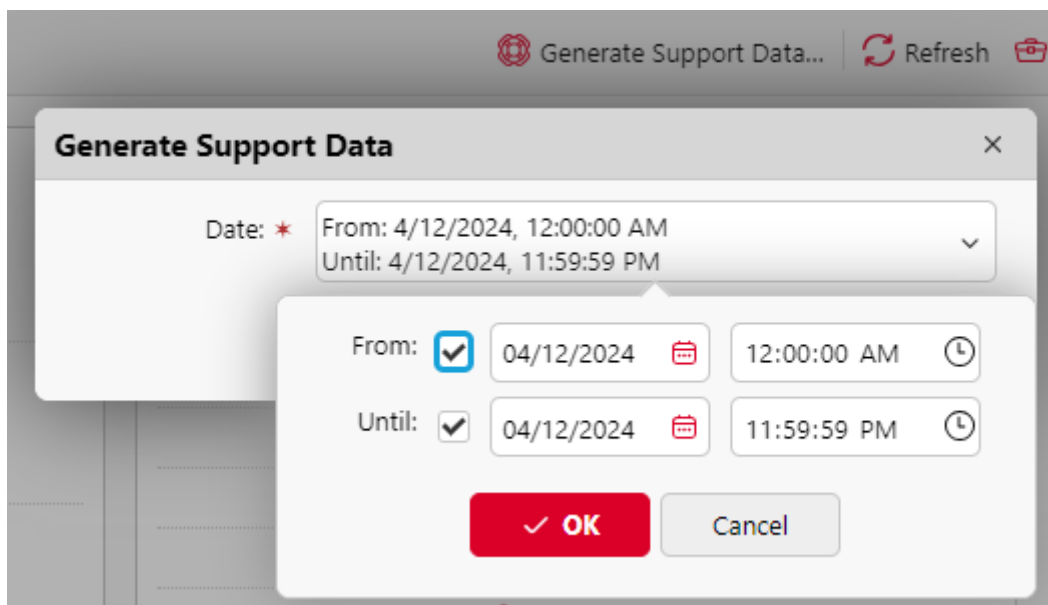 Generate Support Data... Refresh
Generate Support Data
Date: * From: 4/12/2024, 12:00:00 AM
Until: 4/12/2024, 11:59:59 PM
From: 04/12/2024 12:00:00 AM
Until: 04/12/2024 11:59:59 PM
OK Cancel